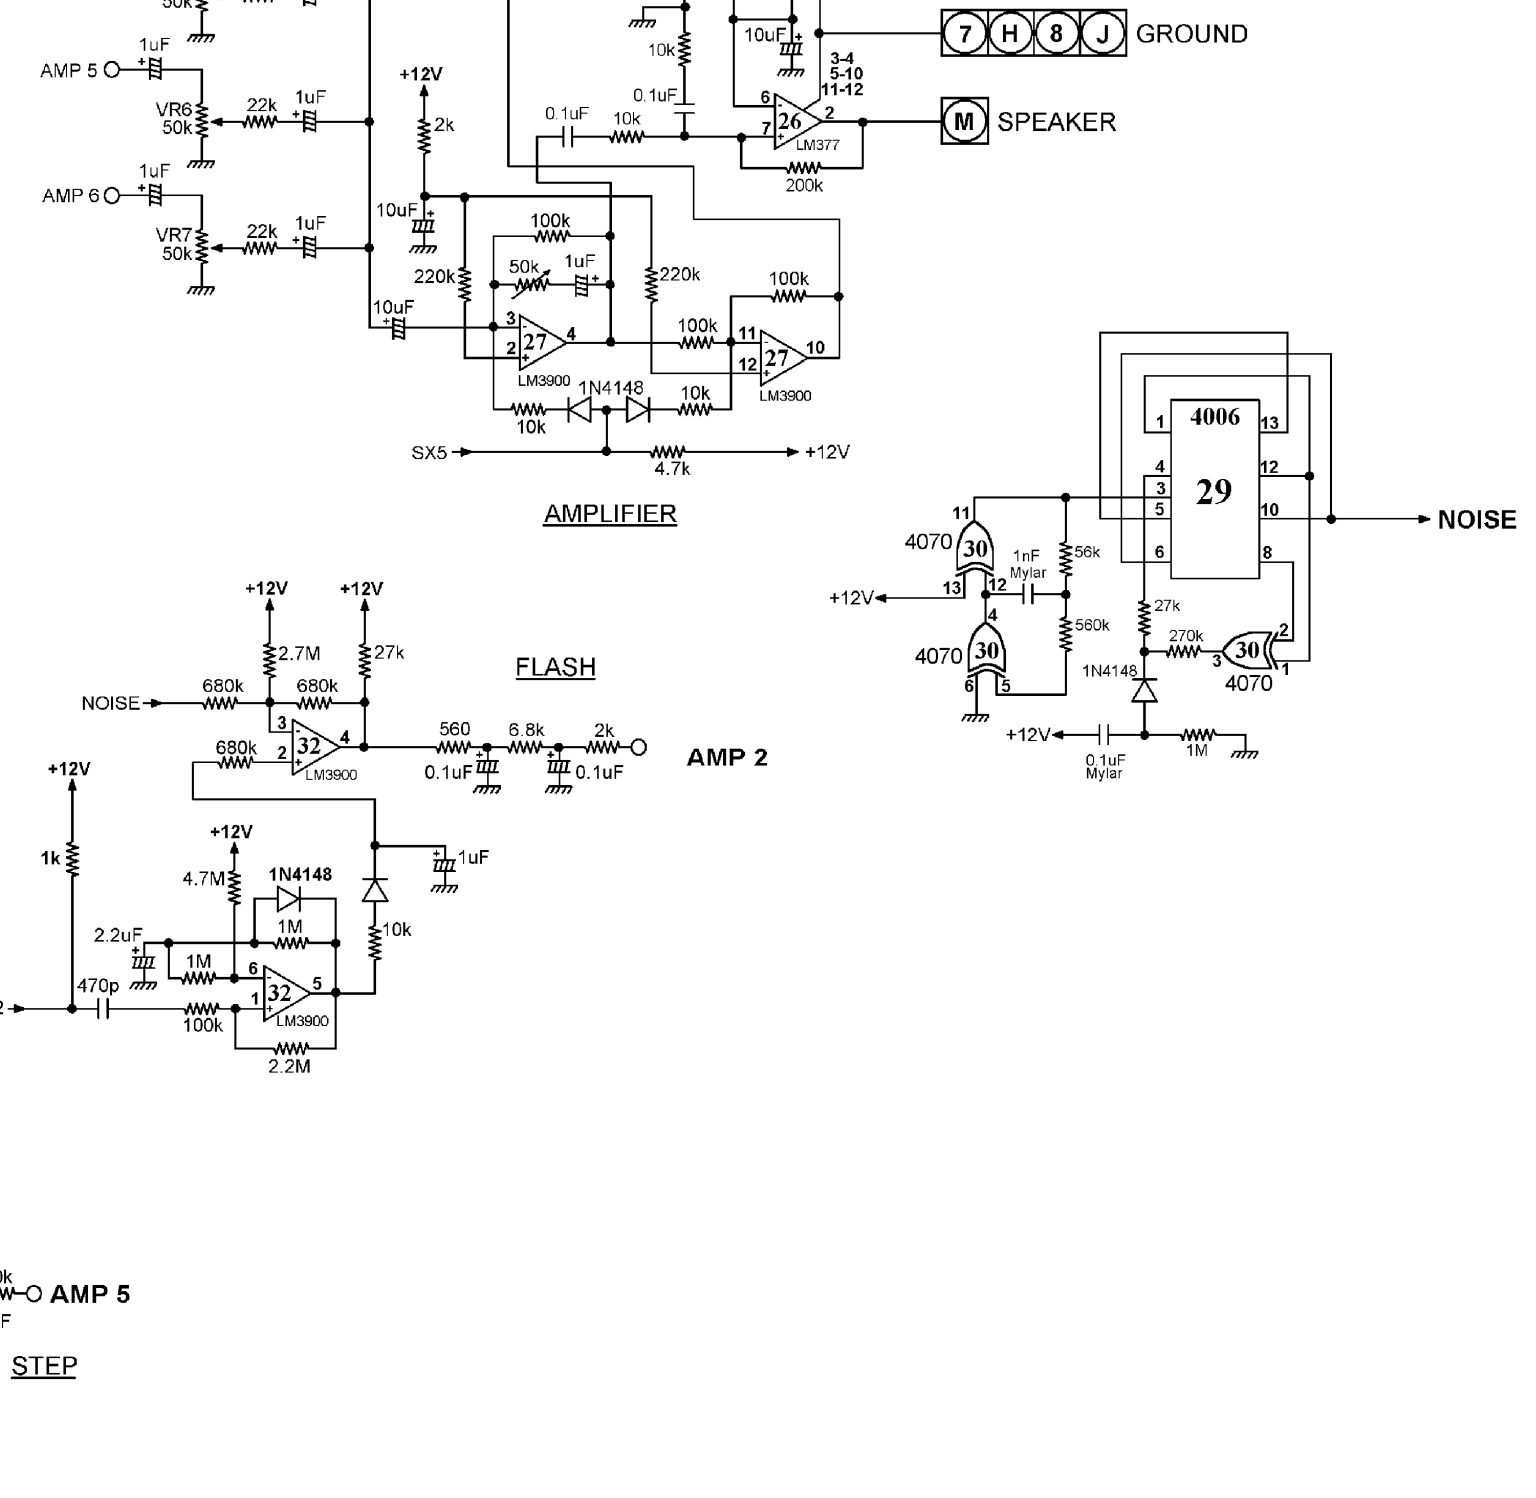 50k
1uF
AMP 5
VR6
50k
22k
1uF
1uF
AMP 6
VR7
50k
22k
1uF
10uF
+12V
2k
10uF
220k
100k
50k
1uF
3
-
2
+
27
4
LM3900
10k
1N4148
10k
SX5
4.7k
+12V
220k
100k
100k
11
-
12
+
27
10
LM3900
AMPLIFIER
10k
0.1uF
0.1uF
10k
10uF
3-4
5-10
11-12
6
-
7
+
26
2
LM377
200k
7 H 8 J GROUND
M SPEAKER
4006
29
1
4
3
5
6
13
12
10
8
NOISE
11
4070
30
13
12
+12V
1nF
Mylar
56k
560k
4
4070
30
6
5
27k
270k
3
30
2
1
4070
1N4148
+12V
0.1uF
Mylar
1M
+12V
+12V
2.7M
27k
FLASH
NOISE
680k
680k
3
-
2
+
32
4
LM3900
680k
560
6.8k
2k
0.1uF
0.1uF
AMP 2
+12V
1k
+12V
4.7M
1N4148
1M
2.2uF
1M
470p
100k
6
-
1
+
32
5
LM3900
2.2M
10k
1uF
2
0k
AMP 5
F
STEP